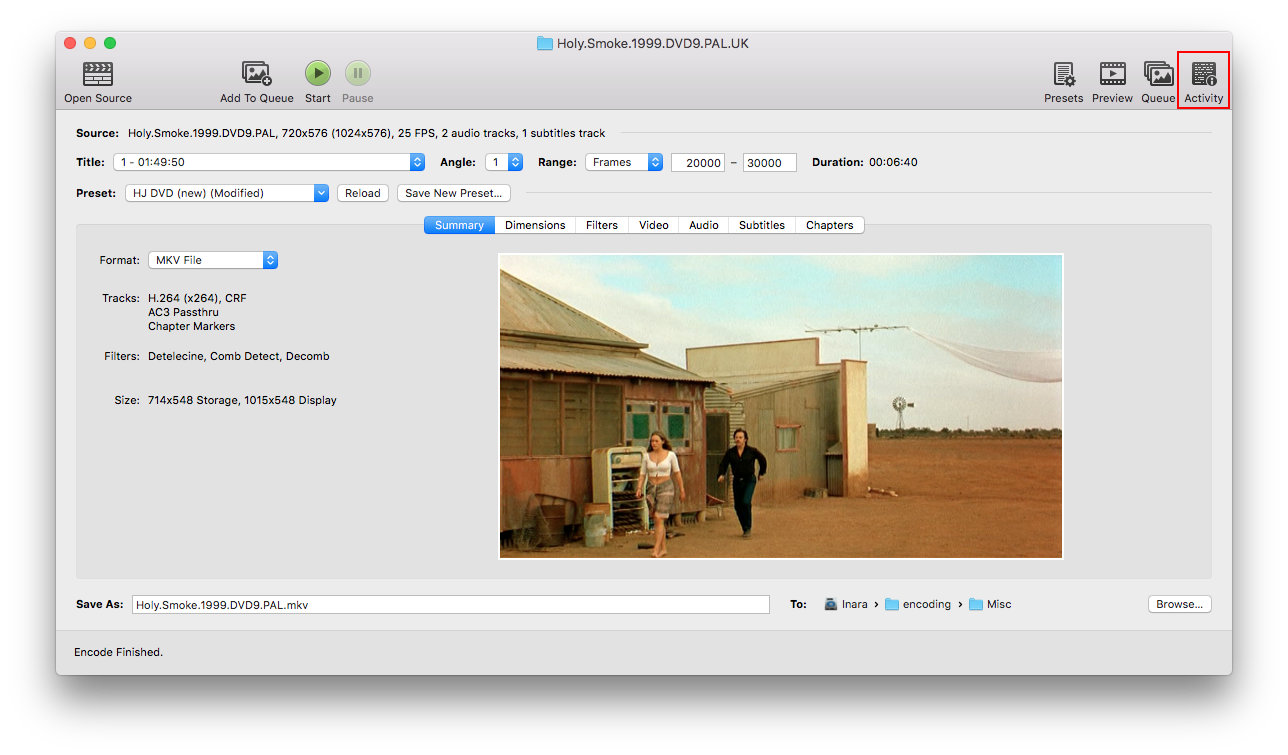 Holy.Smoke.1999.DVD9.PAL.UK
Open Source Add To Queue Start Pause Presets Preview Queue Activity
Source: Holy.Smoke.1999.DVD9.PAL, 720x576 (1024x576), 25 FPS, 2 audio tracks, 1 subtitles track
Title: 1 - 01:49:50 Angle: 1 Range: Frames 20000 – 30000 Duration: 00:06:40
Preset: HJ DVD (new) (Modified) Reload Save New Preset...
Summary Dimensions Filters Video Audio Subtitles Chapters
Format: MKV File
Tracks: H.264 (x264), CRF
AC3 Passthru
Chapter Markers
Filters: Detelecine, Comb Detect, Decomb
Size: 714x548 Storage, 1015x548 Display
Save As: Holy.Smoke.1999.DVD9.PAL.mkv To: Inara › encoding › Misc Browse...
Encode Finished.